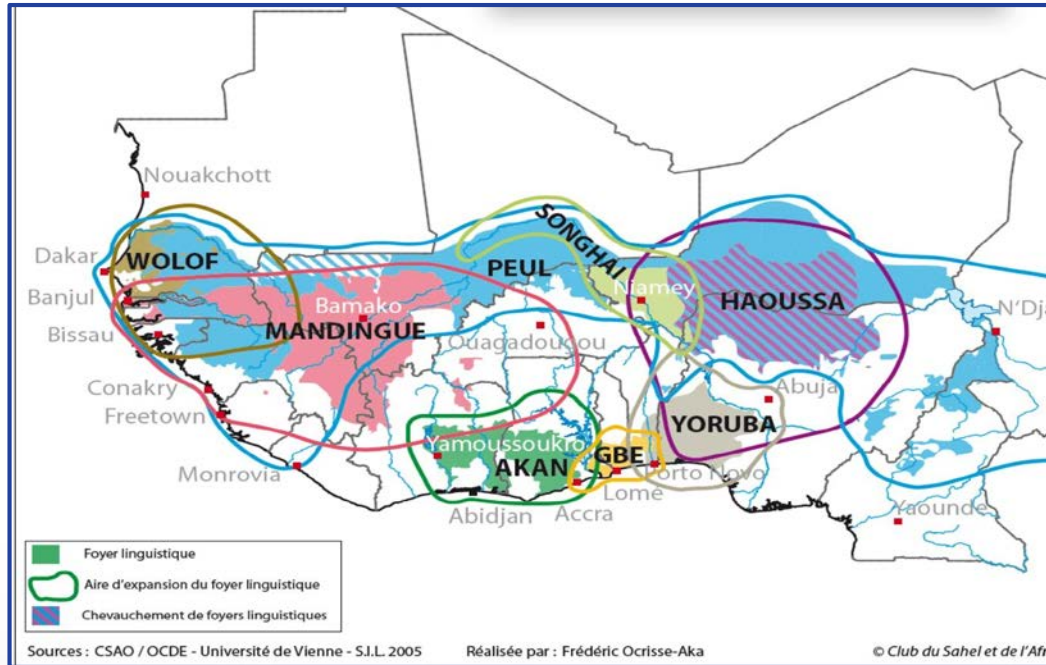 Nouakchott
SONGHAI
Dakar
WOLOF
PEUL
Niamey
HAOUSSA
Banjul
Bamako
N'Dja
Bissau
MANDINGUE
Ouagadougou
Conakry
Abuja
Freetown
YORUBA
Yamoussoukro
GBE
Monrovia
AKAN
Porto Novo
Lome
Abidjan
Accra
Yaounde
Foyer linguistique
Aire d'expansion du foyer linguistique
Chevauchement de foyers linguistiques
Sources : CSAO / OCDE - Université de Vienne - S.I.L. 2005 Réalisée par : Frédéric Ocrisse-Aka © Club du Sahel et de l'Afr